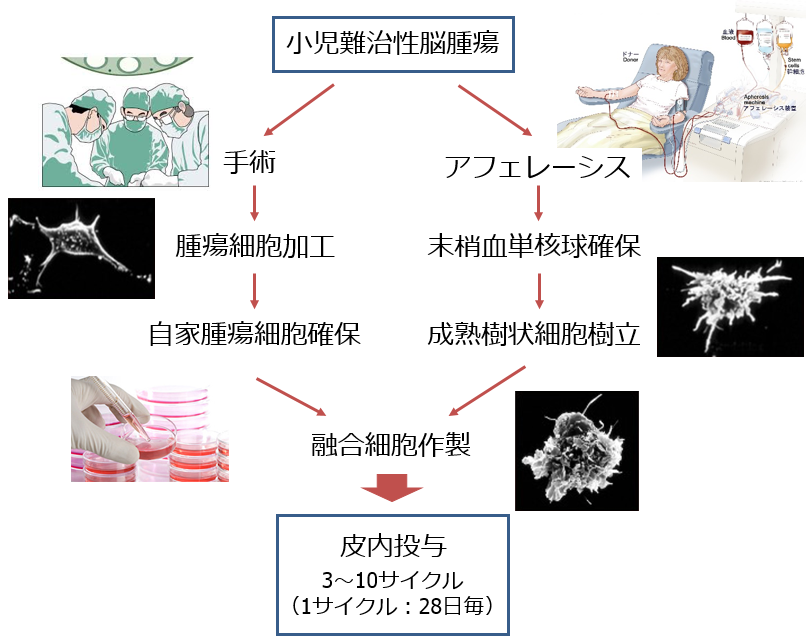 小児難治性脳腫瘍
血液
Blood
Stem
cells
幹細胞
ドナー
Donor
Apherosis
machine
アフェレーシス装置
手術
アフェレーシス
腫瘍細胞加工
末梢血単核球確保
自家腫瘍細胞確保
成熟樹状細胞樹立
融合細胞作製
皮内投与
3～10サイクル
（1サイクル：28日毎）